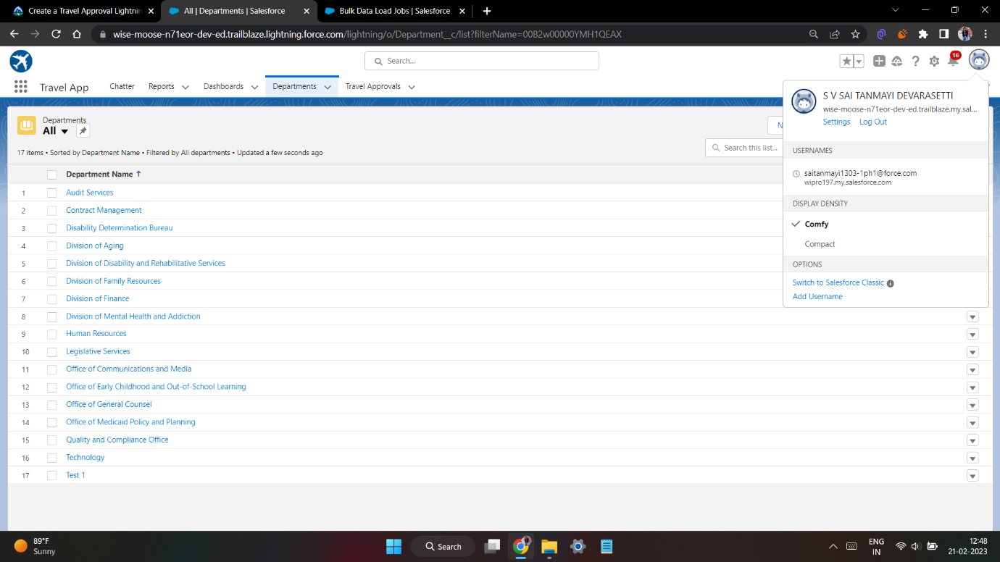 Create a Travel Approval Lightnin
All | Departments | Salesforce
Bulk Data Load Jobs | Salesforce
wise-moose-n71eor-dev-ed.trailblaze.lightning.force.com/lightning/o/Department__c/list?filterName=00B2w00000YMH1QEAX
Search...
16
Travel App
Chatter
Reports
Dashboards
Departments
Travel Approvals
S V SAI TANMAYI DEVARASETTI
wise-moose-n71eor-dev-ed.trailblaze.my.sal...
Settings Log Out
USERNAMES
saitanmayi1303-1ph1@force.com
wipro197.my.salesforce.com
DISPLAY DENSITY
Comfy
Compact
OPTIONS
Switch to Salesforce Classic
Add Username
Departments
All
N
17 items • Sorted by Department Name • Filtered by All departments • Updated a few seconds ago
Search this list...
Department Name ↑
1 Audit Services
2 Contract Management
3 Disability Determination Bureau
4 Division of Aging
5 Division of Disability and Rehabilitative Services
6 Division of Family Resources
7 Division of Finance
8 Division of Mental Health and Addiction
9 Human Resources
10 Legislative Services
11 Office of Communications and Media
12 Office of Early Childhood and Out-of-School Learning
13 Office of General Counsel
14 Office of Medicaid Policy and Planning
15 Quality and Compliance Office
16 Technology
17 Test 1
89°F
Sunny
Search
ENG
IN
12:48
21-02-2023